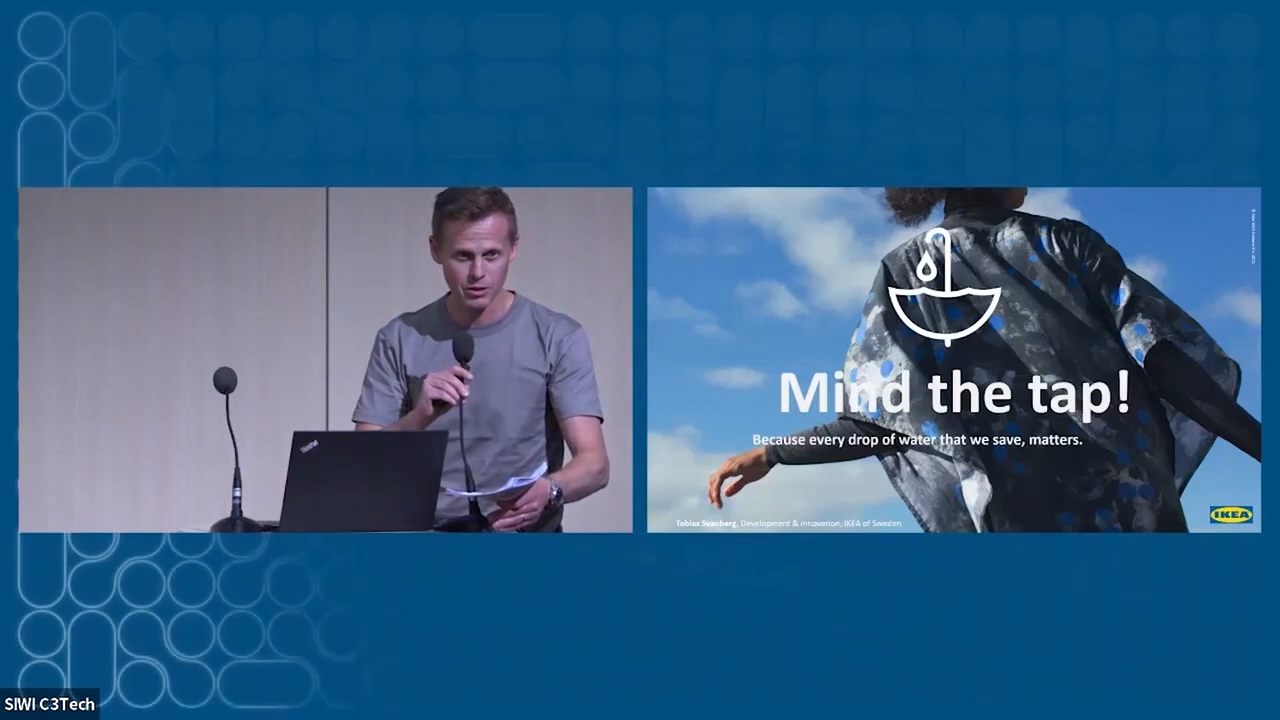 ThinkPad
Mind the tap!
Because every drop of water that we save, matters.
Tobias Svanberg, Development & innovation, IKEA of Sweden
IKEA
SIWI C3Tech